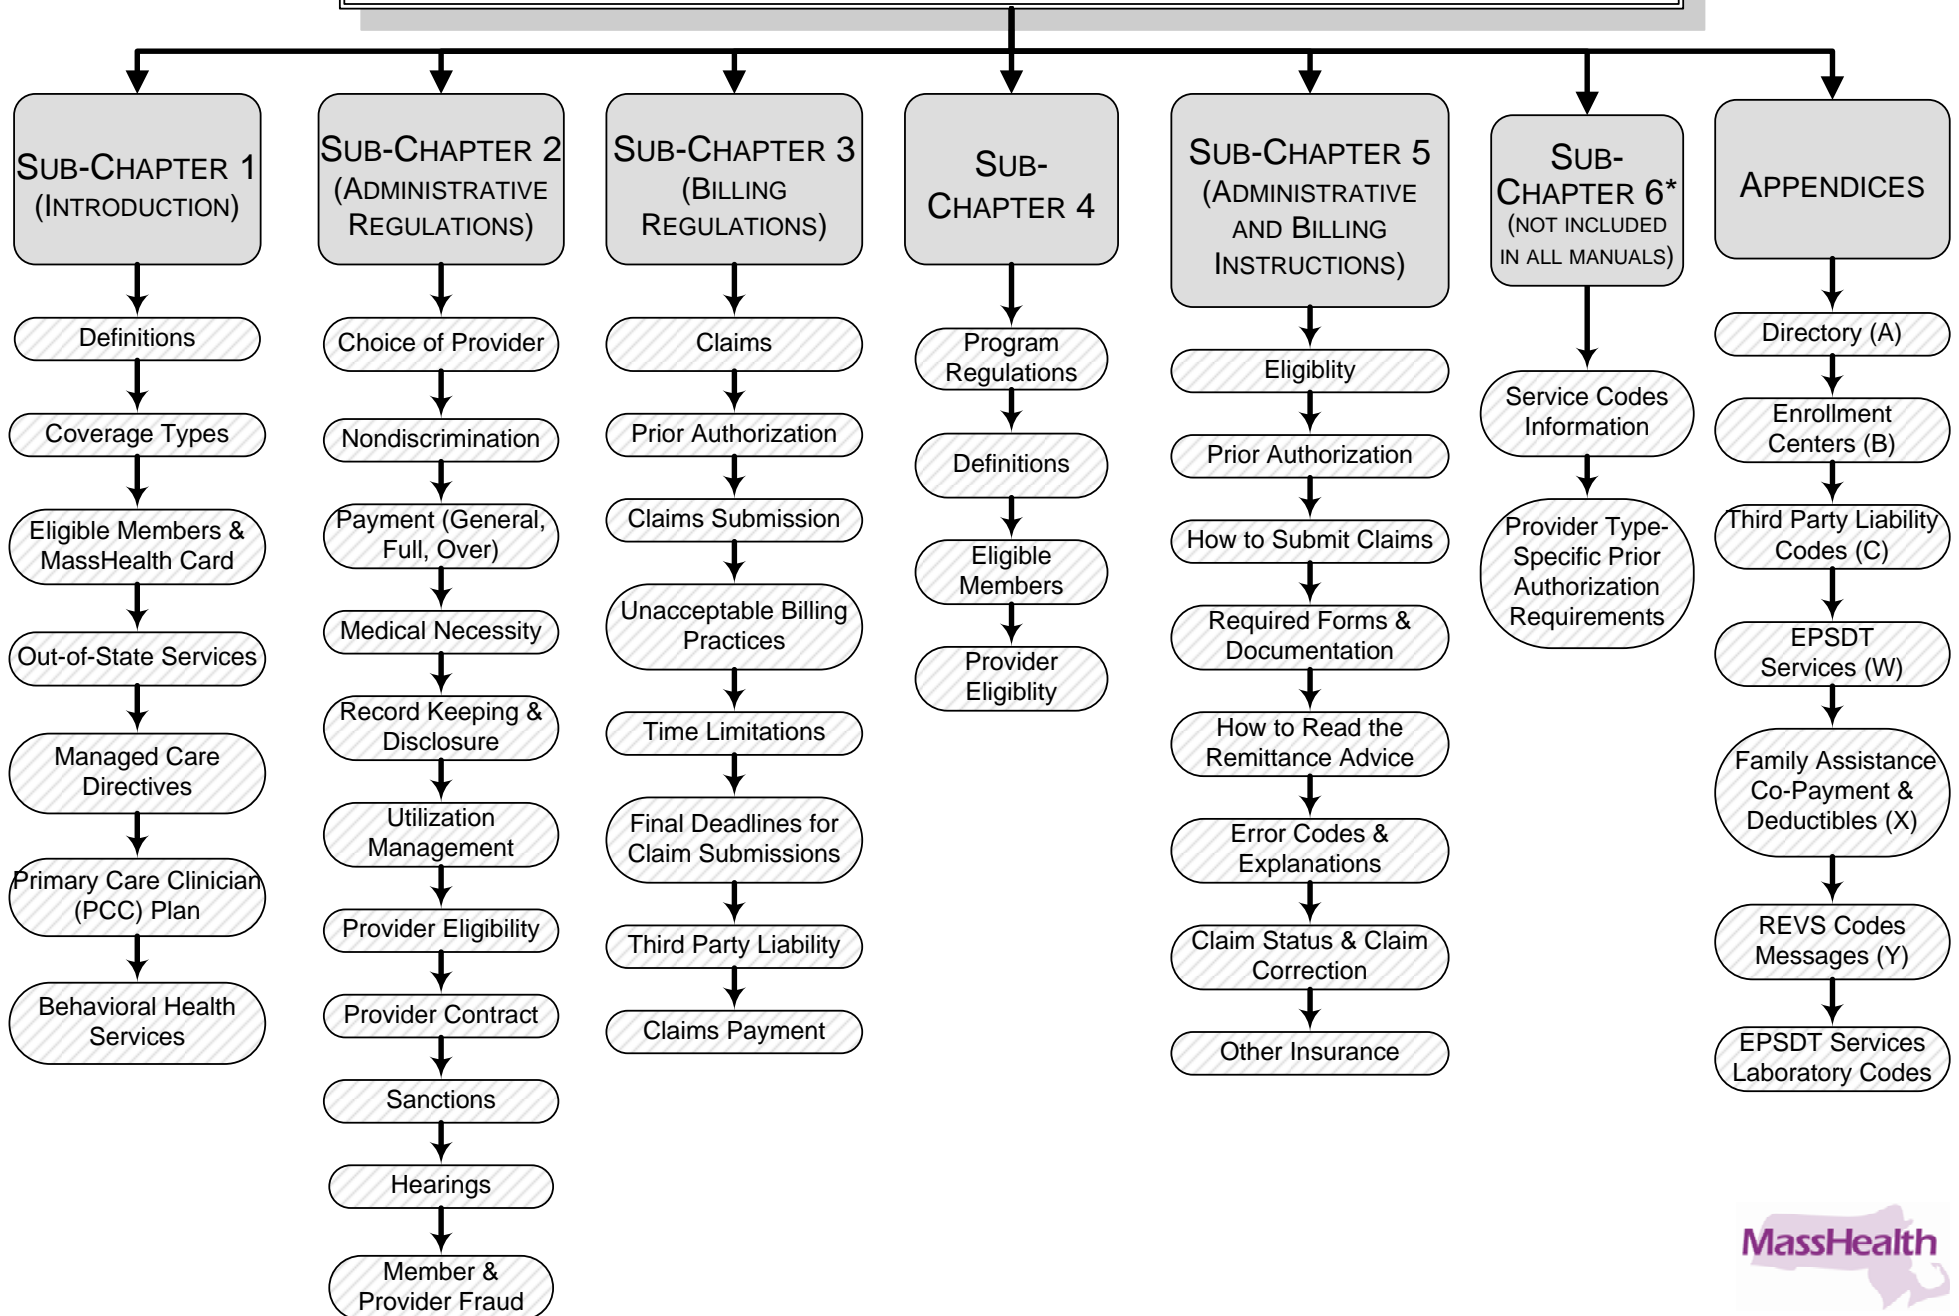 SUB-CHAPTER 1
(INTRODUCTION)
Definitions
Coverage Types
Eligible Members &
MassHealth Card
Out-of-State Services
Managed Care
Directives
Primary Care Clinician
(PCC) Plan
Behavioral Health
Services
SUB-CHAPTER 2
(ADMINISTRATIVE
REGULATIONS)
Choice of Provider
Nondiscrimination
Payment (General,
Full, Over)
Medical Necessity
Record Keeping &
Disclosure
Utilization
Management
Provider Eligibility
Provider Contract
Sanctions
Hearings
Member &
Provider Fraud
SUB-CHAPTER 3
(BILLING
REGULATIONS)
Claims
Prior Authorization
Claims Submission
Unacceptable Billing
Practices
Time Limitations
Final Deadlines for
Claim Submissions
Third Party Liability
Claims Payment
SUB-
CHAPTER 4
Program
Regulations
Definitions
Eligible
Members
Provider
Eligiblity
SUB-CHAPTER 5
(ADMINISTRATIVE
AND BILLING
INSTRUCTIONS)
Eligiblity
Prior Authorization
How to Submit Claims
Required Forms &
Documentation
How to Read the
Remittance Advice
Error Codes &
Explanations
Claim Status & Claim
Correction
Other Insurance
SUB-
CHAPTER 6*
(NOT INCLUDED
IN ALL MANUALS)
Service Codes
Information
Provider Type-
Specific Prior
Authorization
Requirements
APPENDICES
Directory (A)
Enrollment
Centers (B)
Third Party Liability
Codes (C)
EPSDT
Services (W)
Family Assistance
Co-Payment &
Deductibles (X)
REVS Codes
Messages (Y)
EPSDT Services
Laboratory Codes
MassHealth